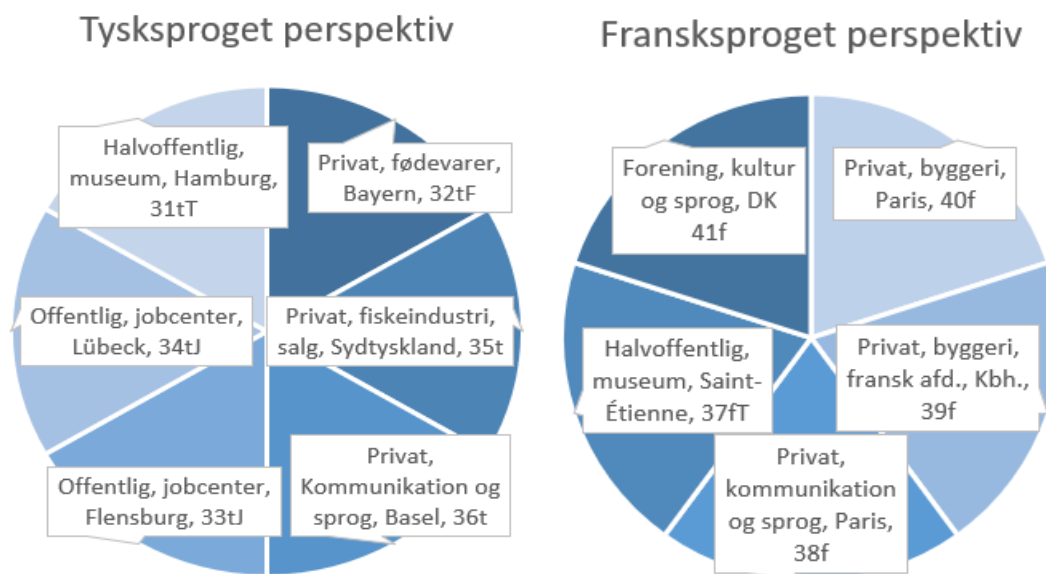 Tysksproget perspektiv
Halvoffentlig,
museum, Hamburg,
31tT
Privat, fødevarer,
Bayern, 32tF
Offentlig, jobcenter,
Lübeck, 34tJ
Privat, fiskeindustri,
salg, Sydtyskland, 35t
Offentlig, jobcenter,
Flensburg, 33tJ
Privat,
Kommunikation og
sprog, Basel, 36t
Fransksproget perspektiv
Forening, kultur
og sprog, DK
41f
Privat, byggeri,
Paris, 40f
Halvoffentlig,
museum, Saint-
Étienne, 37fT
Privat, byggeri,
fransk afd., Kbh.,
39f
Privat,
kommunikation
og sprog, Paris,
38f